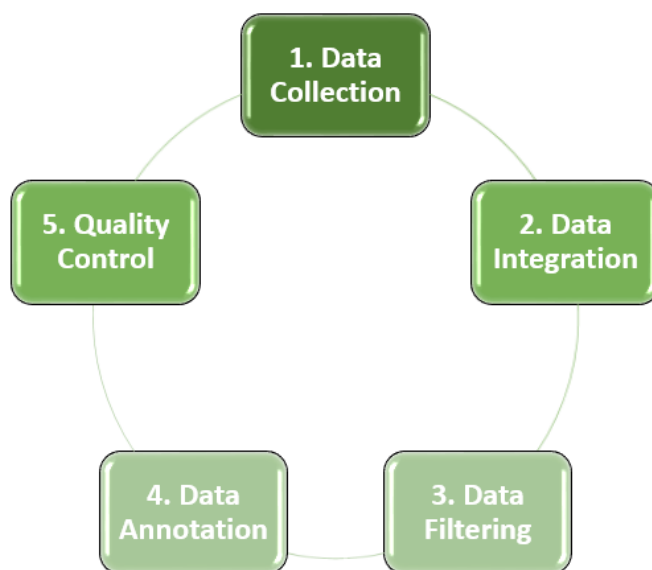 1. Data
Collection
2. Data
Integration
3. Data
Filtering
4. Data
Annotation
5. Quality
Control